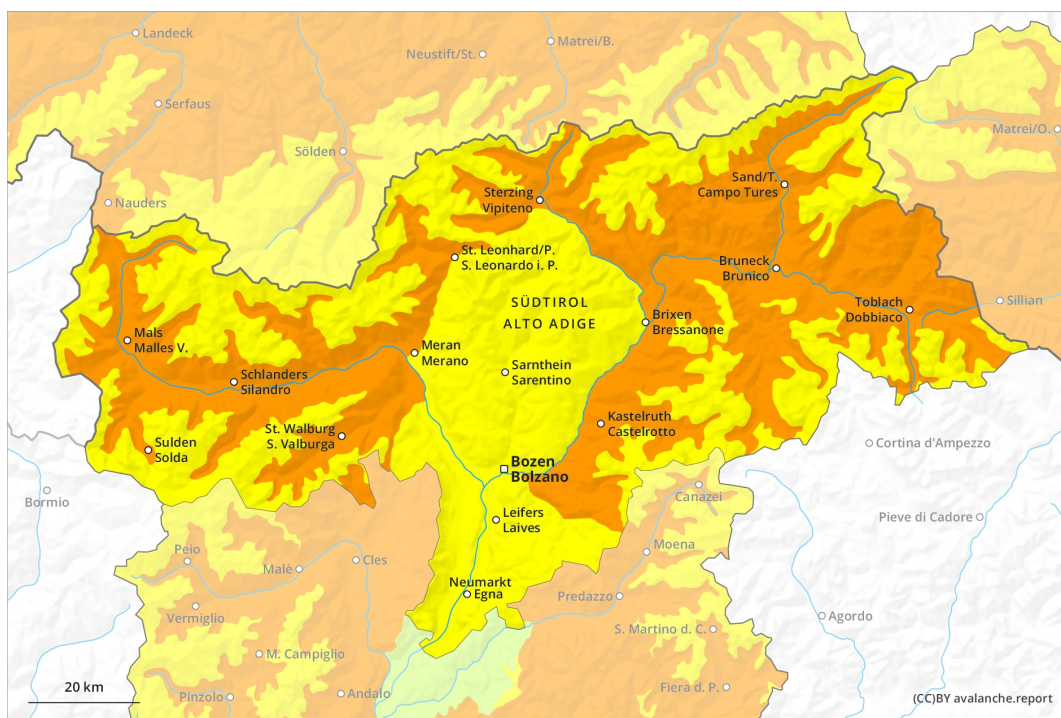 Landeck
Matrei/B.
Neustift/St.
Serfaus
Matrei/O.
Sölden
Sand/T.
Campo Tures
Sterzing
Vipiteno
Nauders
St. Leonhard/P.
S. Leonardo i. P.
Bruneck
Brunico
SÜDTIROL
ALTO ADIGE
Toblach
Dobbiaco
Sillian
Brixen
Bressanone
Mals
Malles V.
Meran
Merano
Sarnthein
Sarentino
Schlanders
Silandro
Kastelruth
Castelrotto
St. Walburg
S. Valburga
Sulden
Solda
Cortina d'Ampezzo
Bozen
Bolzano
Bormio
Canazei
Leifers
Laives
Pieve di Cadore
Moena
Peio
Cles
Malè
Neumarkt
Egna
Predazzo
Vermiglio
Agordo
S. Martino d. C.
M. Campiglio
20 km
Pinzolo
Andalo
Fiera d. P.
(CC)BY avalanche.report